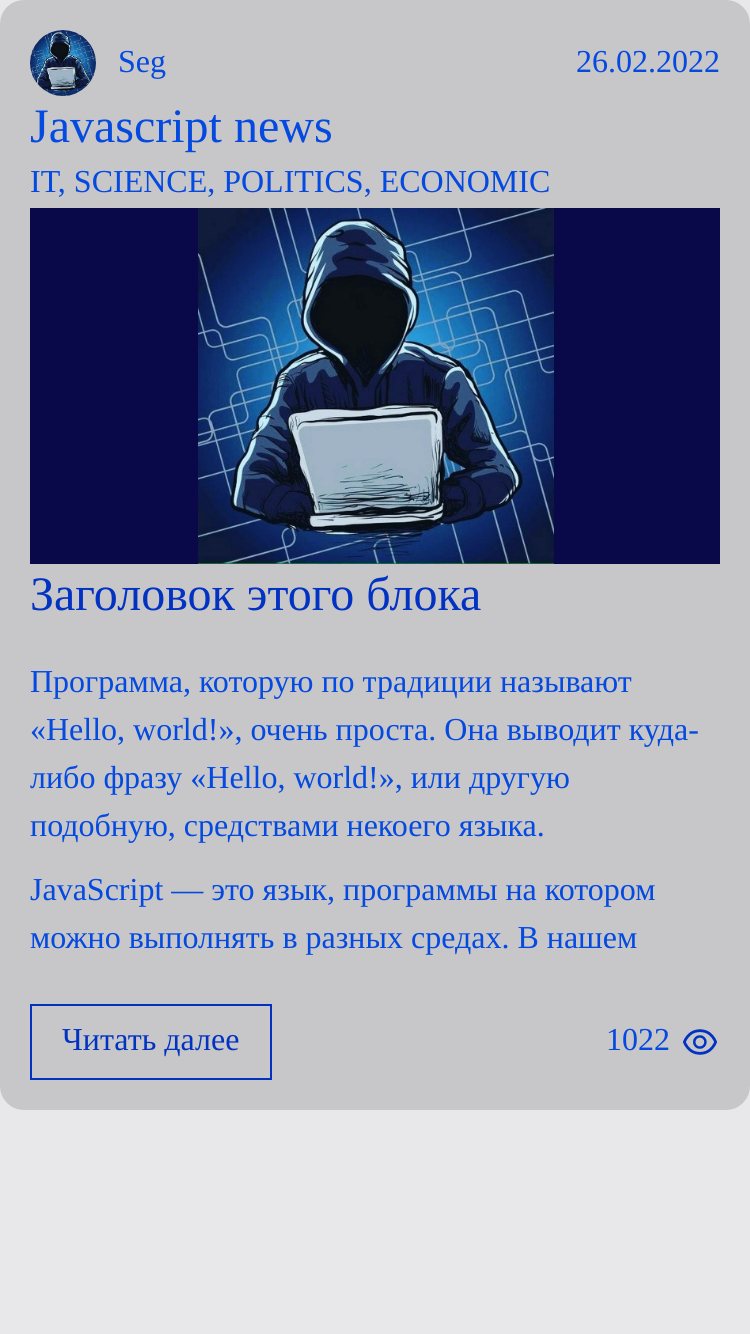 Seg 26.02.2022
Javascript news
IT, SCIENCE, POLITICS, ECONOMIC
Заголовок этого блока
Программа, которую по традиции называют
«Hello, world!», очень проста. Она выводит куда-
либо фразу «Hello, world!», или другую
подобную, средствами некоего языка.
JavaScript — это язык, программы на котором
можно выполнять в разных средах. В нашем
Читать далее 1022